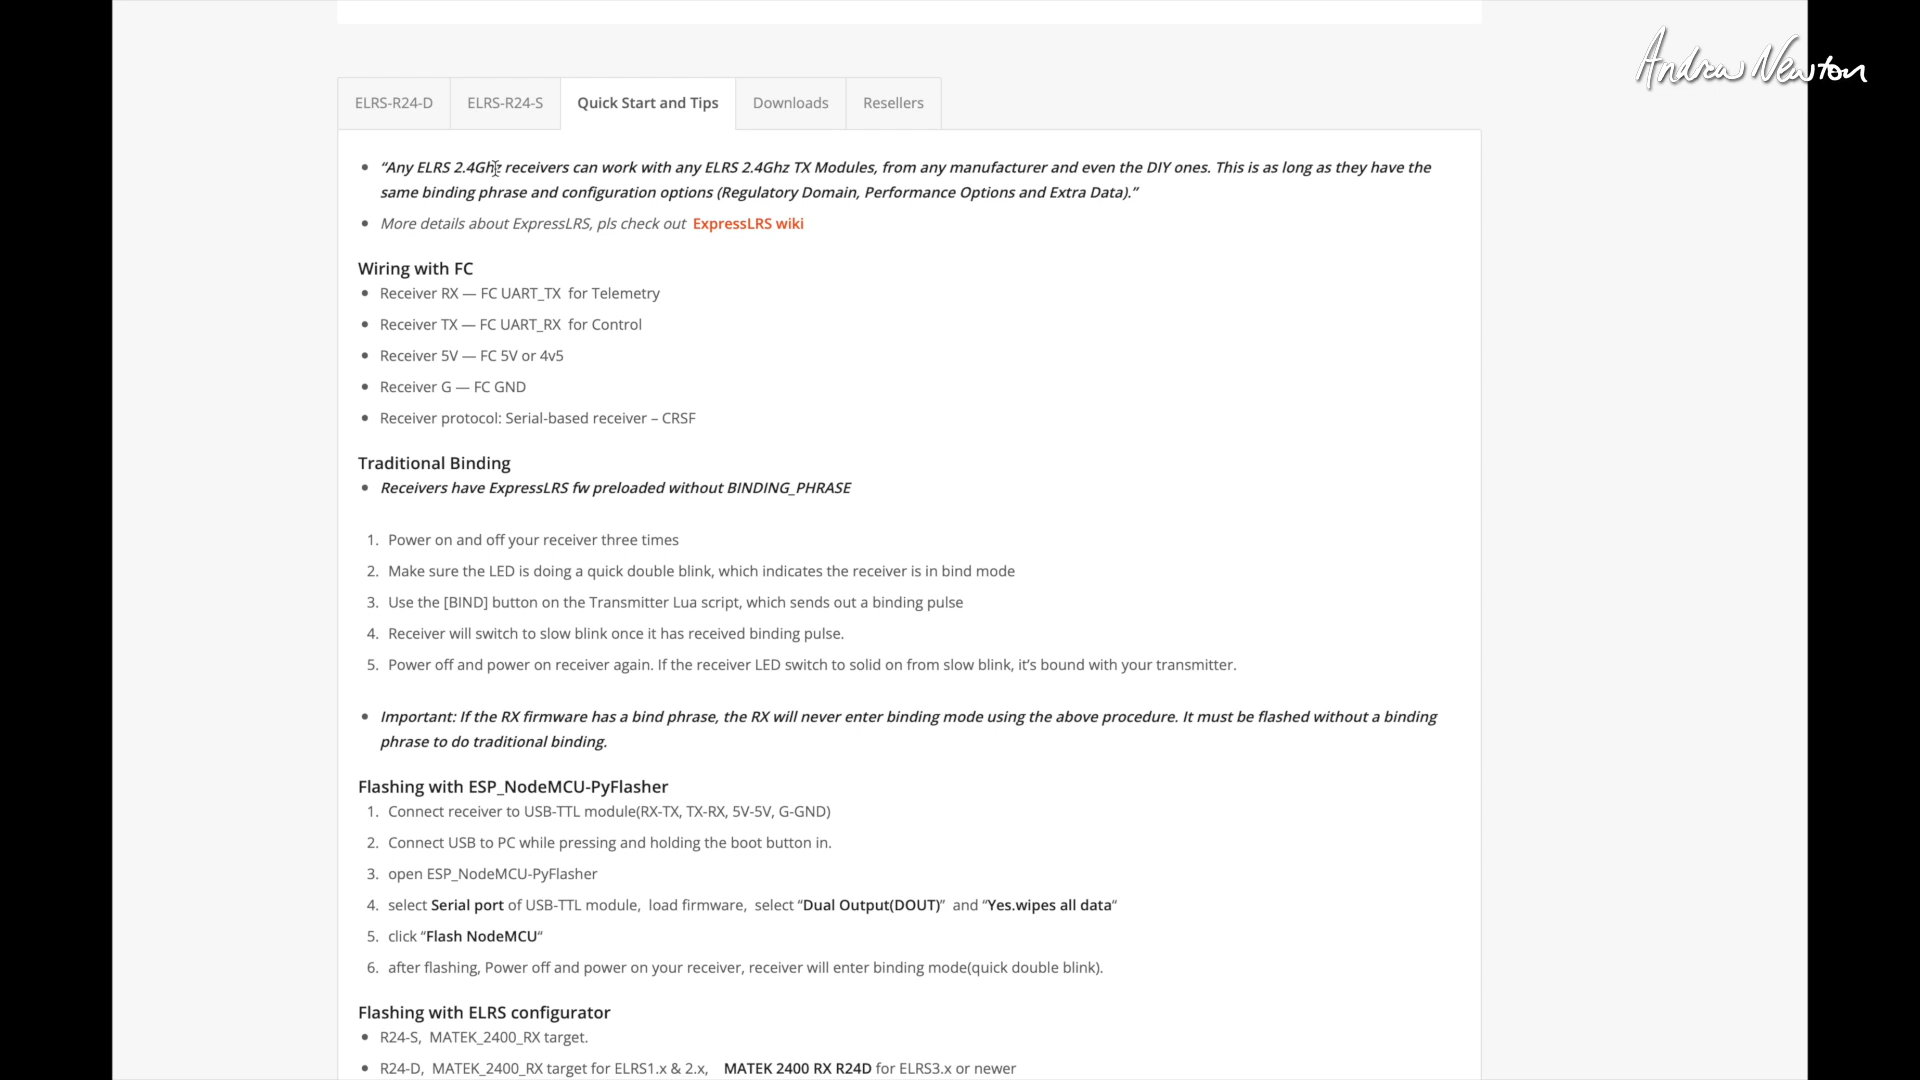 Andrew Newton
ELRS-R24-D ELRS-R24-S Quick Start and Tips Downloads Resellers
“Any ELRS 2.4Ghz receivers can work with any ELRS 2.4Ghz TX Modules, from any manufacturer and even the DIY ones. This is as long as they have the
same binding phrase and configuration options (Regulatory Domain, Performance Options and Extra Data).”
More details about ExpressLRS, pls check out ExpressLRS wiki
Wiring with FC
Receiver RX — FC UART_TX for Telemetry
Receiver TX — FC UART_RX for Control
Receiver 5V — FC 5V or 4v5
Receiver G — FC GND
Receiver protocol: Serial-based receiver – CRSF
Traditional Binding
Receivers have ExpressLRS fw preloaded without BINDING_PHRASE
1. Power on and off your receiver three times
2. Make sure the LED is doing a quick double blink, which indicates the receiver is in bind mode
3. Use the [BIND] button on the Transmitter Lua script, which sends out a binding pulse
4. Receiver will switch to slow blink once it has received binding pulse.
5. Power off and power on receiver again. If the receiver LED switch to solid on from slow blink, it’s bound with your transmitter.
Important: If the RX firmware has a bind phrase, the RX will never enter binding mode using the above procedure. It must be flashed without a binding
phrase to do traditional binding.
Flashing with ESP_NodeMCU-PyFlasher
1. Connect receiver to USB-TTL module(RX-TX, TX-RX, 5V-5V, G-GND)
2. Connect USB to PC while pressing and holding the boot button in.
3. open ESP_NodeMCU-PyFlasher
4. select Serial port of USB-TTL module, load firmware, select “Dual Output(DOUT)” and “Yes.wipes all data“
5. click “Flash NodeMCU“
6. after flashing, Power off and power on your receiver, receiver will enter binding mode(quick double blink).
Flashing with ELRS configurator
R24-S, MATEK_2400_RX target.
R24-D, MATEK_2400_RX target for ELRS1.x & 2.x, MATEK 2400 RX R24D for ELRS3.x or newer